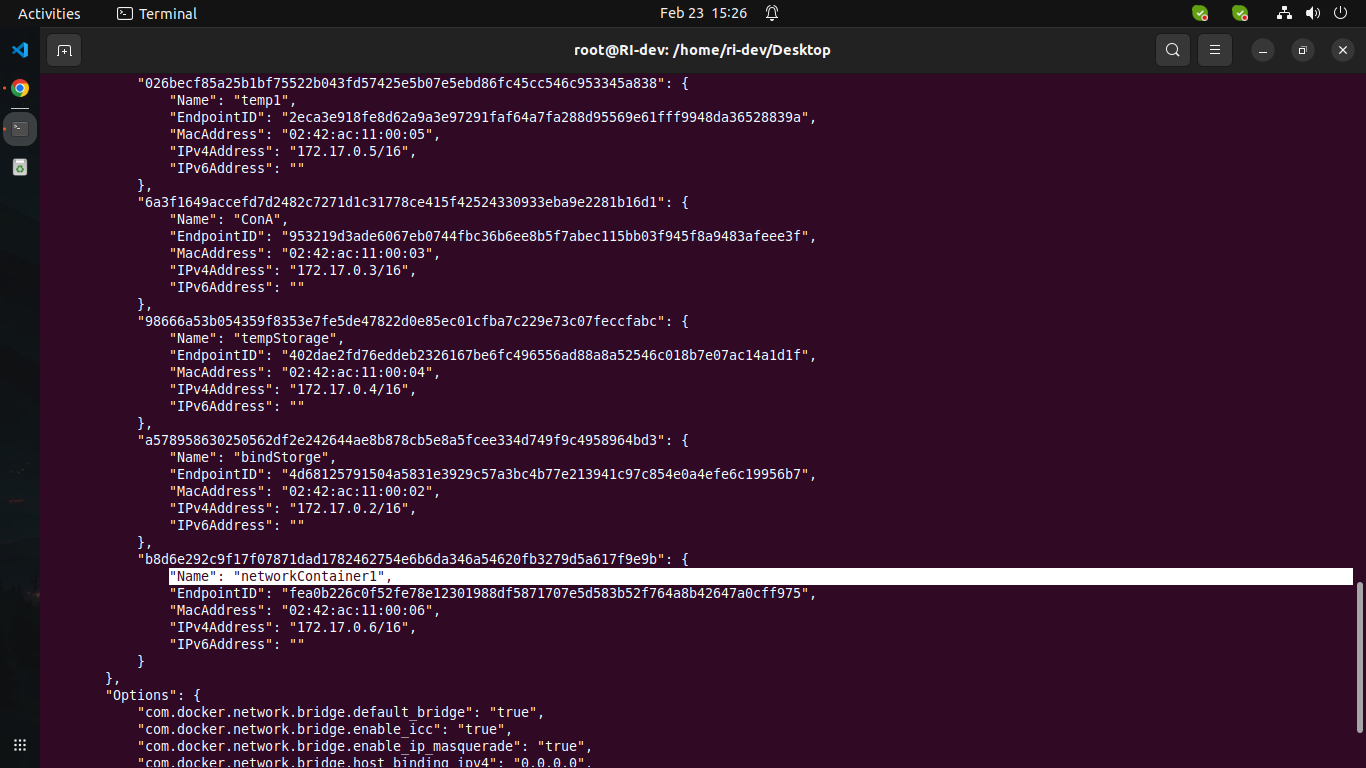 Activities
Terminal
Feb 23 15:26
root@RI-dev: /home/ri-dev/Desktop
"026becf85a25b1bf75522b043fd57425e5b07e5ebd86fc45cc546c953345a838": {
"Name": "temp1",
"EndpointID": "2eca3e918fe8d62a9a3e97291faf64a7fa288d95569e61fff9948da36528839a",
"MacAddress": "02:42:ac:11:00:05",
"IPv4Address": "172.17.0.5/16",
"IPv6Address": ""
},
"6a3f1649accefd7d2482c7271d1c31778ce415f42524330933eba9e2281b16d1": {
"Name": "ConA",
"EndpointID": "953219d3ade6067eb0744fbc36b6ee8b5f7abec115bb03f945f8a9483afeee3f",
"MacAddress": "02:42:ac:11:00:03",
"IPv4Address": "172.17.0.3/16",
"IPv6Address": ""
},
"98666a53b054359f8353e7fe5de47822d0e85ec01cfba7c229e73c07feccfabc": {
"Name": "tempStorage",
"EndpointID": "402dae2fd76eddeb2326167be6fc496556ad88a8a52546c018b7e07ac14a1d1f",
"MacAddress": "02:42:ac:11:00:04",
"IPv4Address": "172.17.0.4/16",
"IPv6Address": ""
},
"a578958630250562df2e242644ae8b878cb5e8a5fcee334d749f9c4958964bd3": {
"Name": "bindStorge",
"EndpointID": "4d68125791504a5831e3929c57a3bc4b77e213941c97c854e0a4efe6c19956b7",
"MacAddress": "02:42:ac:11:00:02",
"IPv4Address": "172.17.0.2/16",
"IPv6Address": ""
},
"b8d6e292c9f17f07871dad1782462754e6b6da346a54620fb3279d5a617f9e9b": {
"Name": "networkContainer1",
"EndpointID": "fea0b226c0f52fe78e12301988df5871707e5d583b52f764a8b42647a0cff975",
"MacAddress": "02:42:ac:11:00:06",
"IPv4Address": "172.17.0.6/16",
"IPv6Address": ""
}
},
"Options": {
"com.docker.network.bridge.default_bridge": "true",
"com.docker.network.bridge.enable_icc": "true",
"com.docker.network.bridge.enable_ip_masquerade": "true",
"com.docker.network.bridge.host_binding_ipv4": "0.0.0.0",